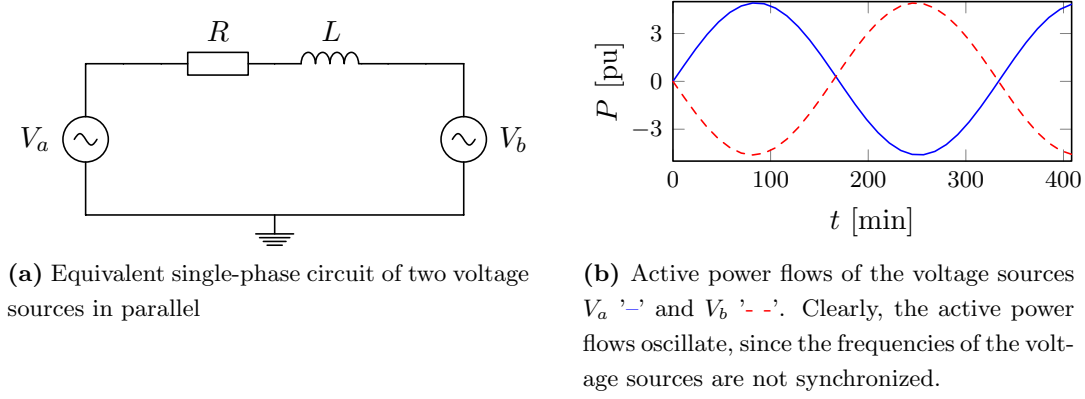 R
L
V_a
V_b
(a) Equivalent single-phase circuit of two voltage
sources in parallel
3
0
−3
P [pu]
0 100 200 300 400
t [min]
(b) Active power flows of the voltage sources
V_a '–' and V_b '- -'. Clearly, the active power
flows oscillate, since the frequencies of the volt-
age sources are not synchronized.